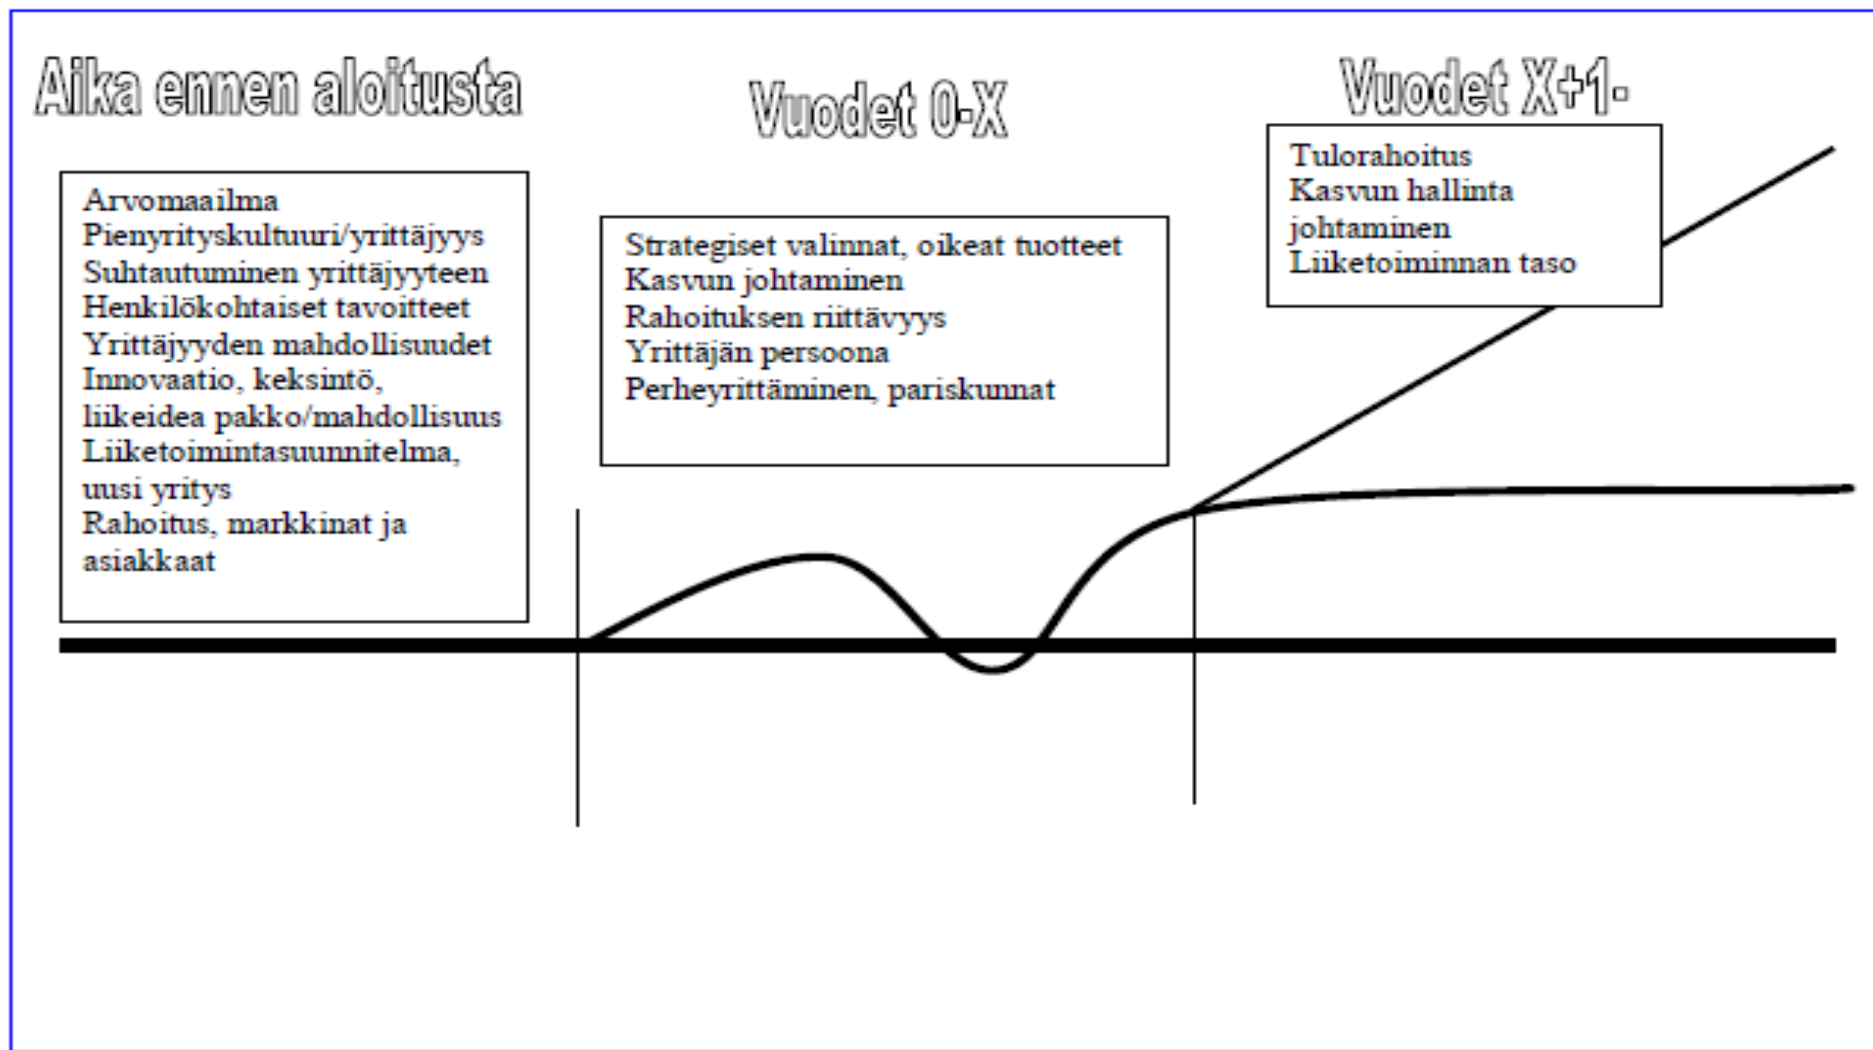 Aika ennen aloitusta
Arvomaailma
Pienyrityskultuuri/yrittäjyys
Suhtautuminen yrittäjyyteen
Henkilökohtaiset tavoitteet
Yrittäjyyden mahdollisuudet
Innovaatio, keksintö,
liikeidea pakko/mahdollisuus
Liiketoimintasuunnitelma,
uusi yritys
Rahoitus, markkinat ja
asiakkaat
Vuodet 0-X
Strategiset valinnat, oikeat tuotteet
Kasvun johtaminen
Rahoituksen riittävyys
Yrittäjän persoona
Perheyrittäminen, pariskunnat
Vuodet X+1-
Tulorahoitus
Kasvun hallinta
johtaminen
Liiketoiminnan taso